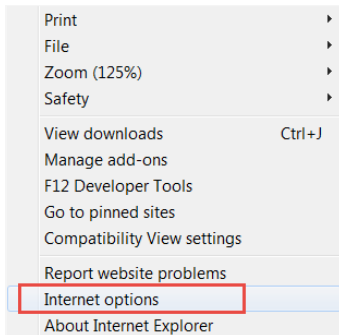 Print
File
Zoom (125%)
Safety
View downloads Ctrl+J
Manage add-ons
F12 Developer Tools
Go to pinned sites
Compatibility View settings
Report website problems
Internet options
About Internet Explorer